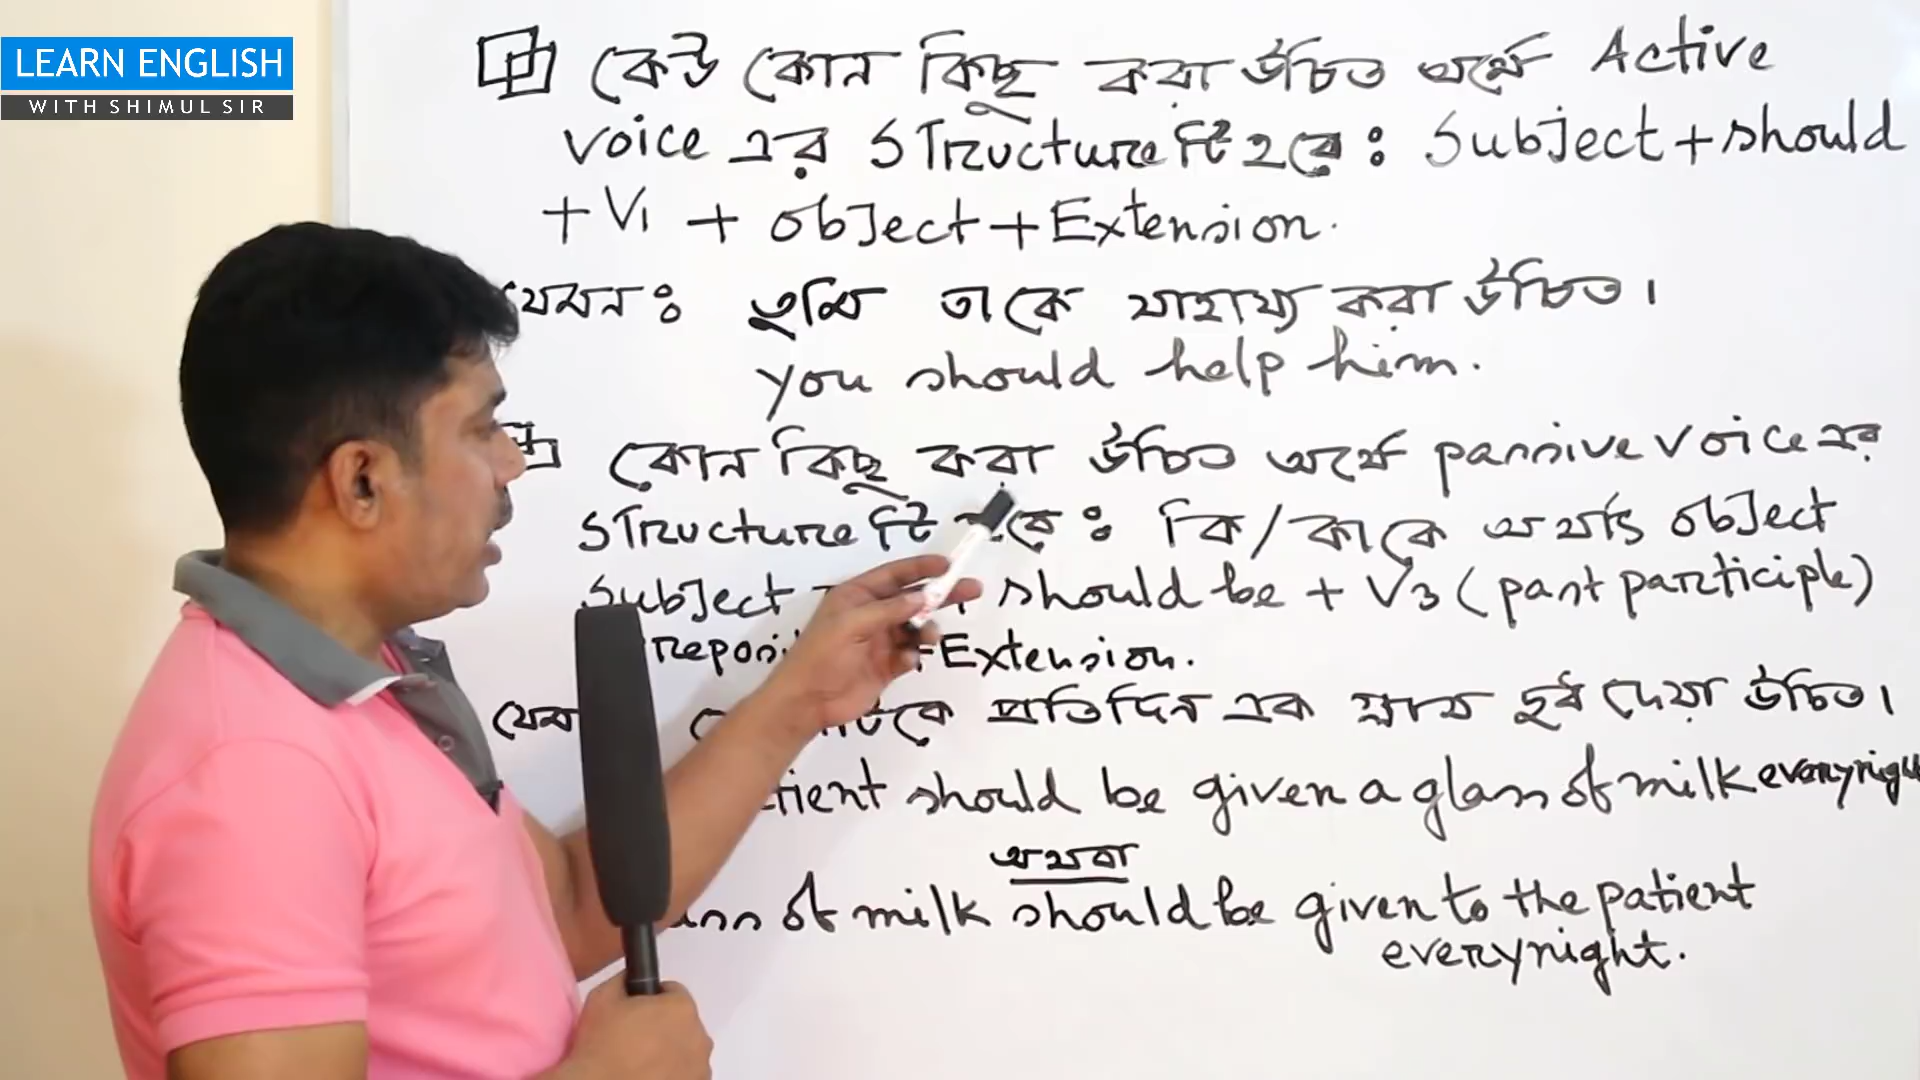 LEARN ENGLISH
WITH SHIMUL SIR
কেউ কোন কিছু করা উচিত অর্থে Active
voice এর STructure টি হবে : Subject + should
+ V1 + object + Extension.
যেমন : তুমি তাকে সাহায্য করা উচিত।
you should help him.
কোন কিছু করা উচিত অর্থে passive voice এর
STructure টি হবে : কি / কাকে অর্থাৎ object
Subject should be + V3 (past participle)
+ Extension.
প্রতিদিন এক গ্লাস দুধ দেয়া উচিত।
should be given a glass of milk
অথবা
of milk should be given to the patient
every night.